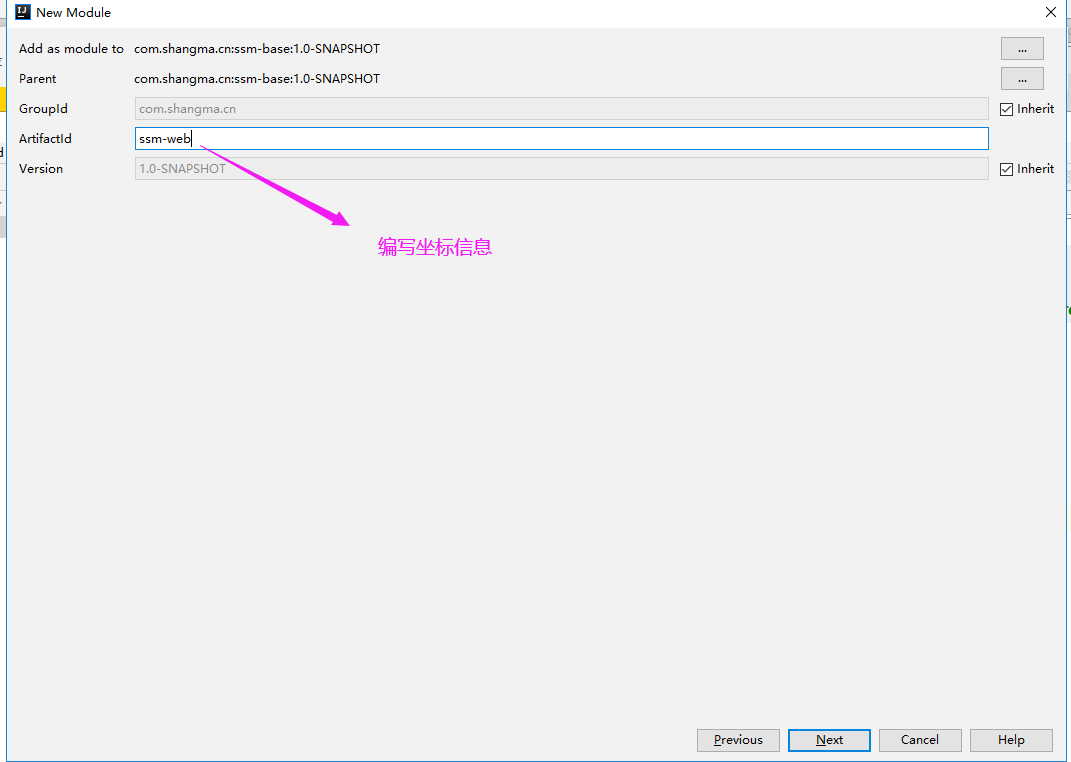 New Module
Add as module to com.shangma.cn:ssm-base:1.0-SNAPSHOT ...
Parent com.shangma.cn:ssm-base:1.0-SNAPSHOT ...
GroupId com.shangma.cn Inherit
ArtifactId ssm-web
Version 1.0-SNAPSHOT Inherit
编写坐标信息
Previous Next Cancel Help